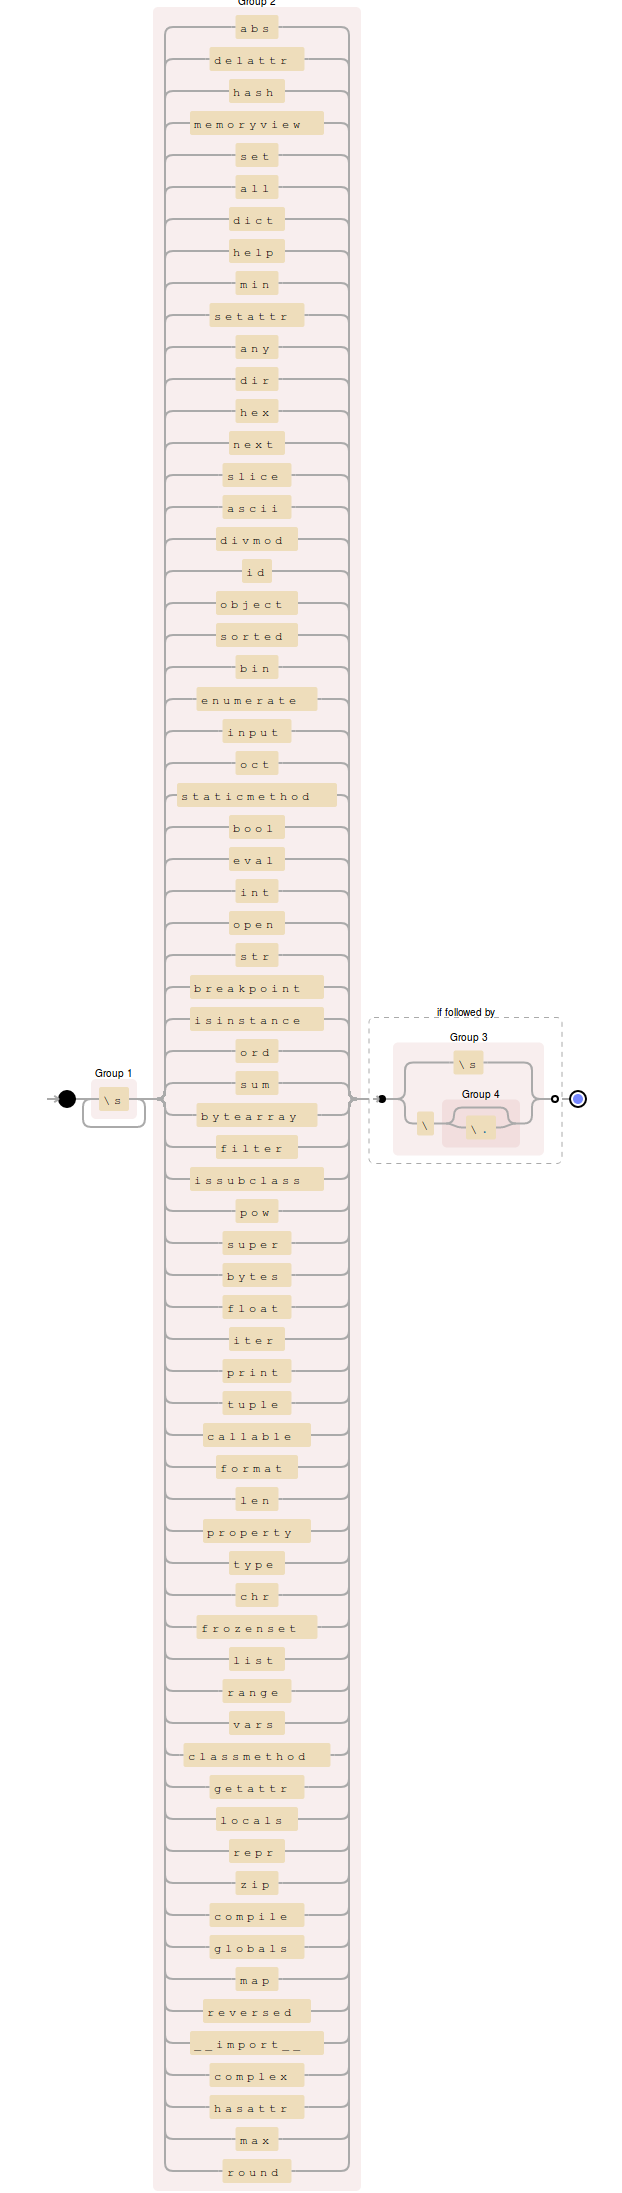 Group 2
abs
delattr
hash
memoryview
set
all
dict
help
min
setattr
any
dir
hex
next
slice
ascii
divmod
id
object
sorted
bin
enumerate
input
oct
staticmethod
bool
eval
int
open
str
breakpoint
isinstance
if followed by
Group 3
ord
\s
Group 1
sum
\s
Group 4
bytearray
\
\.
filter
issubclass
pow
super
bytes
float
iter
print
tuple
callable
format
len
property
type
chr
frozenset
list
range
vars
classmethod
getattr
locals
repr
zip
compile
globals
map
reversed
__import__
complex
hasattr
max
round